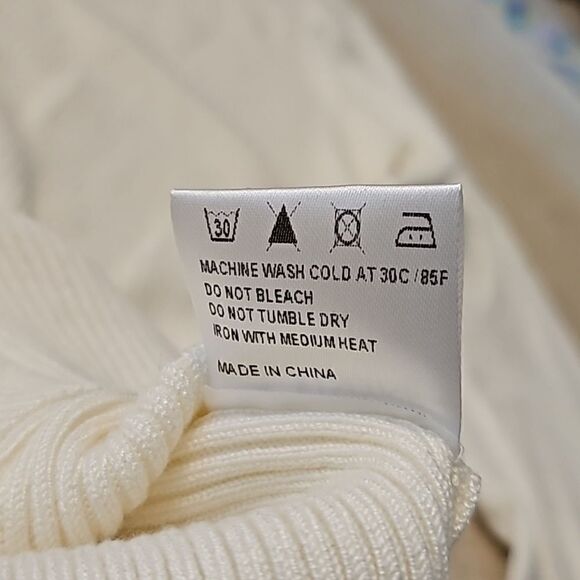 30
MACHINE WASH COLD AT 30C / 85F
DO NOT BLEACH
DO NOT TUMBLE DRY
IRON WITH MEDIUM HEAT
MADE IN CHINA